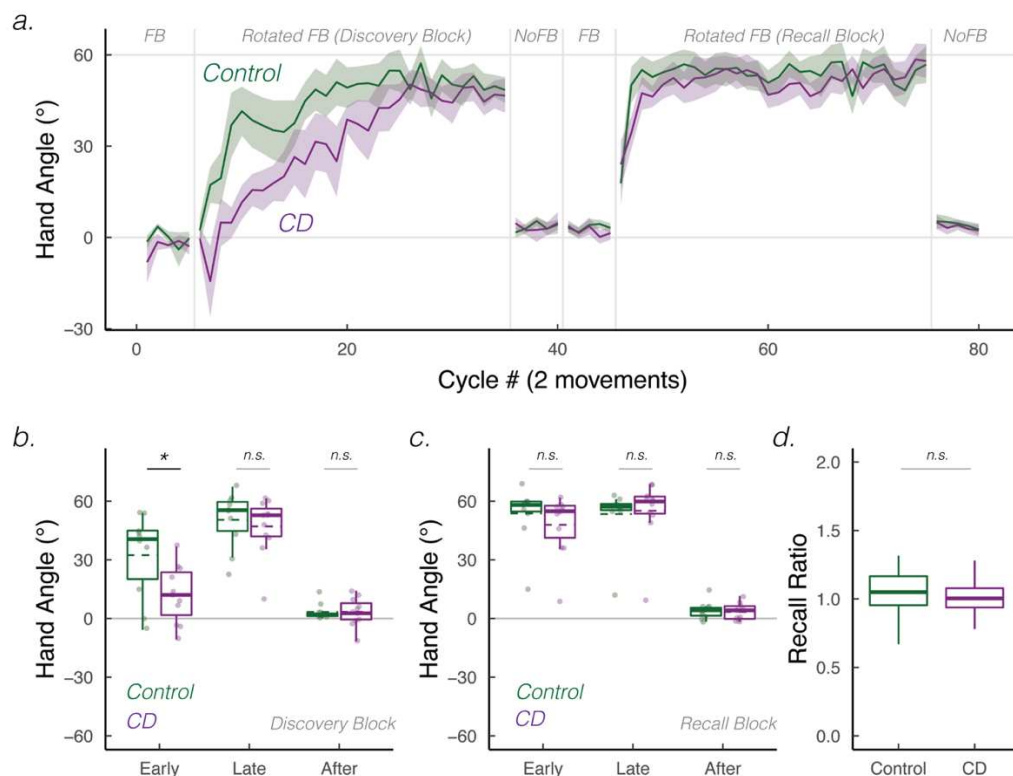 a.
FB Rotated FB (Discovery Block) NoFB FB Rotated FB (Recall Block) NoFB
60
Control
30
CD
0
−30
Hand Angle (°)
0 20 40 60 80
Cycle # (2 movements)
b.
* n.s. n.s.
60
30
0
−30
−60
Hand Angle (°)
Control
CD
Discovery Block
Early Late After
c.
n.s. n.s. n.s.
60
30
0
−30
−60
Hand Angle (°)
Control
CD
Recall Block
Early Late After
d.
n.s.
2.0
1.5
1.0
0.5
0.0
Recall Ratio
Control CD